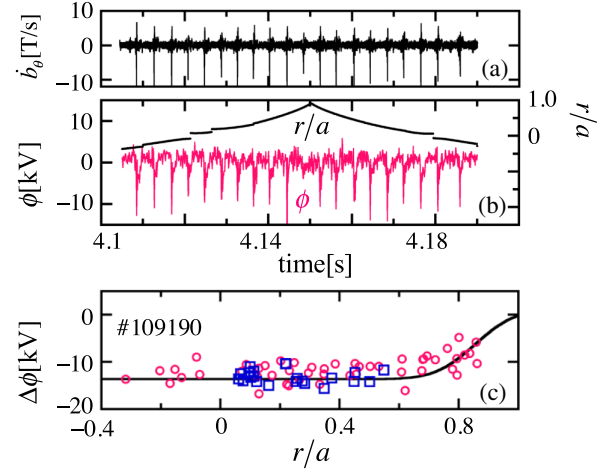 10
0
−10
ḃθ[T/s]
(a)
10
0
−10
ϕ[kV]
r/a
ϕ
(b)
1.0
0
r/a
4.1
4.14
4.18
time[s]
0
−10
−20
Δϕ[kV]
#109190
(c)
−0.4
0
0.4
0.8
r/a